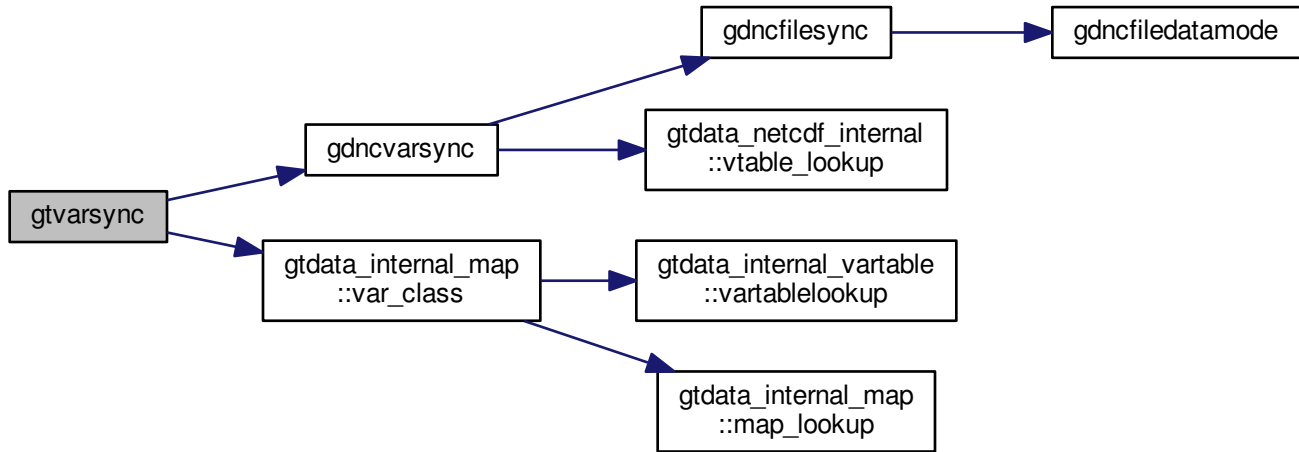 gdncfilesync
gdncfiledatamode
gdncvarsync
gtdata_netcdf_internal
::vtable_lookup
gtvarsync
gtdata_internal_map
::var_class
gtdata_internal_vartable
::vartablelookup
gtdata_internal_map
::map_lookup